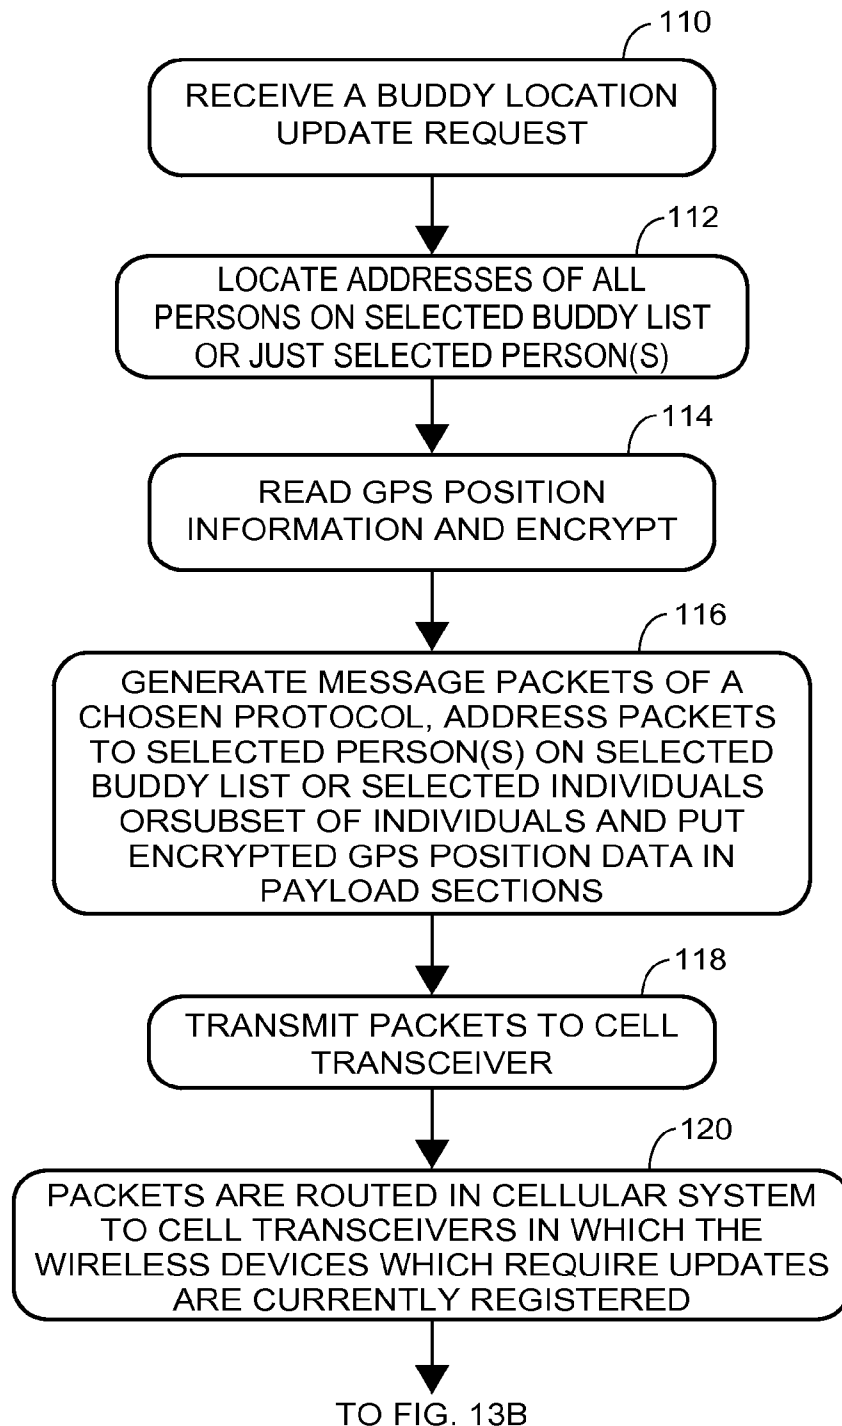 110
RECEIVE A BUDDY LOCATION
UPDATE REQUEST
112
LOCATE ADDRESSES OF ALL
PERSONS ON SELECTED BUDDY LIST
OR JUST SELECTED PERSON(S)
114
READ GPS POSITION
INFORMATION AND ENCRYPT
116
GENERATE MESSAGE PACKETS OF A
CHOSEN PROTOCOL, ADDRESS PACKETS
TO SELECTED PERSON(S) ON SELECTED
BUDDY LIST OR SELECTED INDIVIDUALS
ORSUBSET OF INDIVIDUALS AND PUT
ENCRYPTED GPS POSITION DATA IN
PAYLOAD SECTIONS
118
TRANSMIT PACKETS TO CELL
TRANSCEIVER
120
PACKETS ARE ROUTED IN CELLULAR SYSTEM
TO CELL TRANSCEIVERS IN WHICH THE
WIRELESS DEVICES WHICH REQUIRE UPDATES
ARE CURRENTLY REGISTERED
TO FIG. 13B